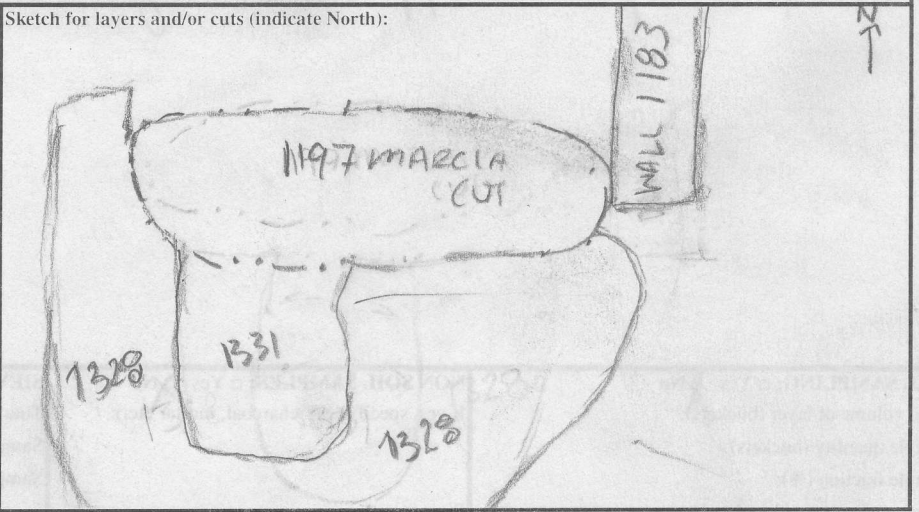 Sketch for layers and/or cuts (indicate North):
N
WALL 1183
1197 MARCIA
CUT
1331
1328
1328